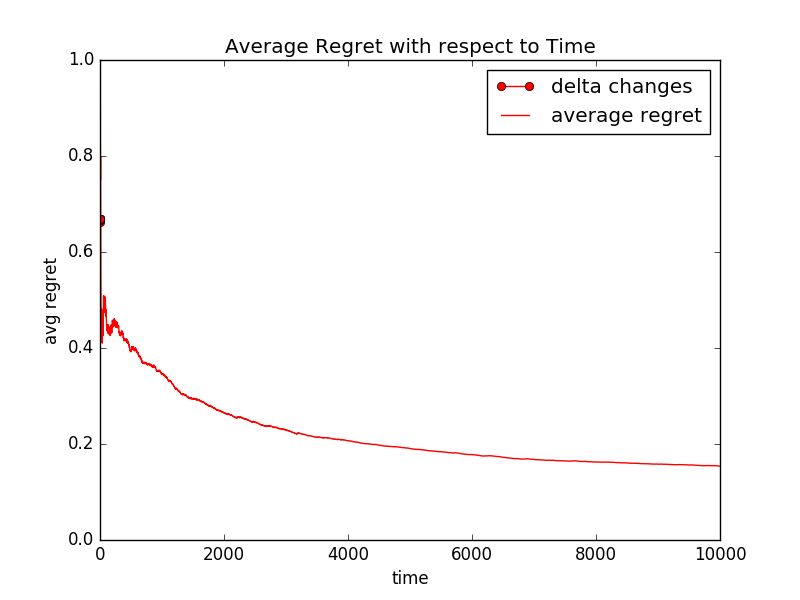 Average Regret with respect to Time
delta changes
average regret
1.0
0.8
0.6
0.4
0.2
0.0
avg regret
0
2000
4000
6000
8000
10000
time